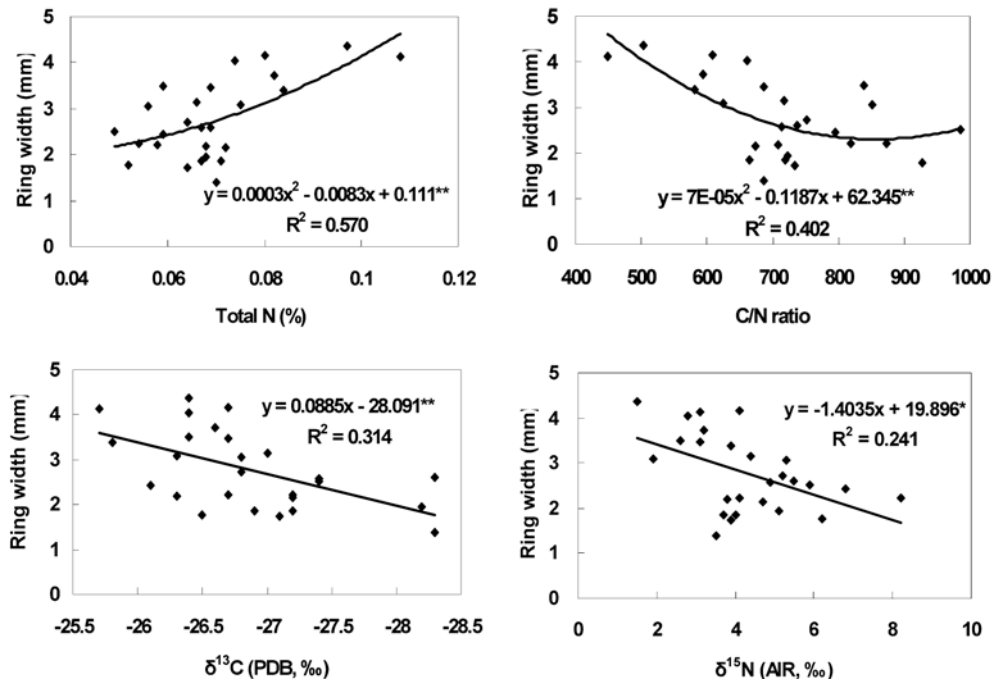 5
4
3
2
1
0
Ring width (mm)
y = 0.0003x² - 0.0083x + 0.111**
R² = 0.570
0.04 0.06 0.08 0.1 0.12
Total N (%)
5
4
3
2
1
0
Ring width (mm)
y = 7E-05x² - 0.1187x + 62.345**
R² = 0.402
400 500 600 700 800 900 1000
C/N ratio
5
4
3
2
1
0
Ring width (mm)
y = 0.0885x - 28.091**
R² = 0.314
-25.5 -26 -26.5 -27 -27.5 -28 -28.5
δ¹³C (PDB, ‰)
5
4
3
2
1
0
Ring width (mm)
y = -1.4035x + 19.896*
R² = 0.241
0 2 4 6 8 10
δ¹⁵N (AIR, ‰)